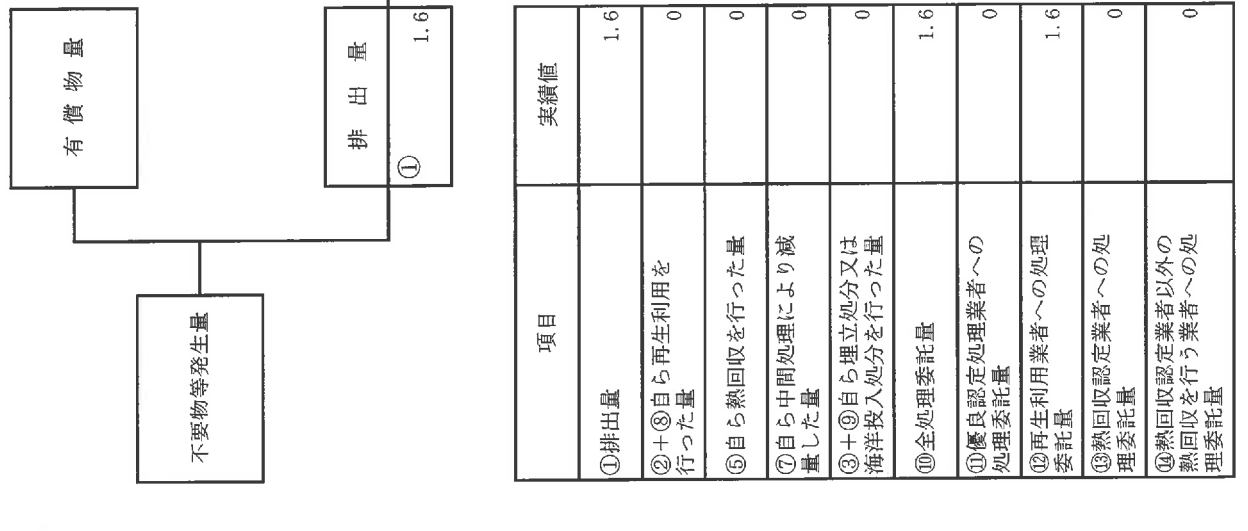 不要物等発生量
有償物量
排出量
① 1.6
項目 実績値
①排出量 1.6
②+⑧自ら再生利用を
行った量 0
⑤自ら熱回収を行った量 0
⑦自ら中間処理により減
量した量 0
③+⑨自ら埋立処分又は
海洋投入処分を行った量 0
⑩全処理委託量 1.6
⑪優良認定処理業者への
処理委託量 0
⑫再生利用業者への処理
委託量 1.6
⑬熱回収認定業者への処
理委託量 0
⑭熱回収認定業者以外の
熱回収を行う業者への処
理委託量 0